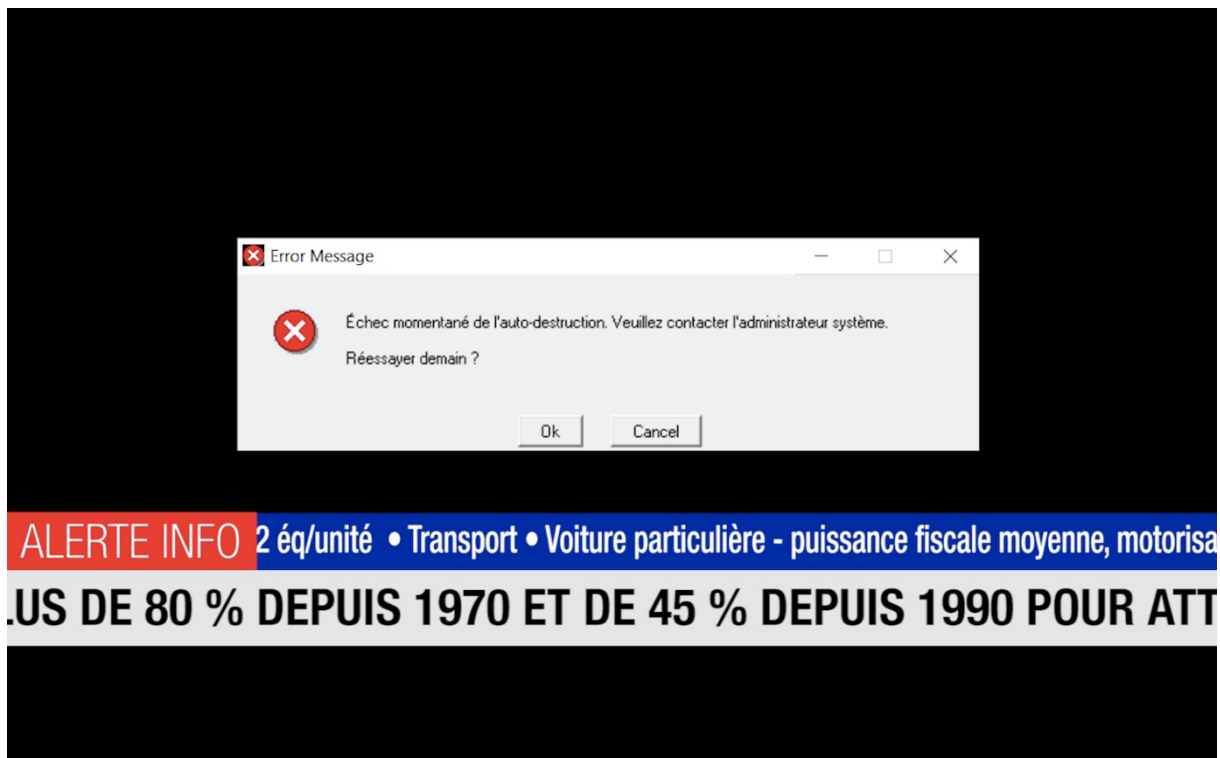 Error Message
Échec momentané de l'auto-destruction. Veuillez contacter l'administrateur système.
Réessayer demain ?
Ok Cancel
ALERTE INFO 2 éq/unité • Transport • Voiture particulière - puissance fiscale moyenne, motorisa
LUS DE 80 % DEPUIS 1970 ET DE 45 % DEPUIS 1990 POUR ATT